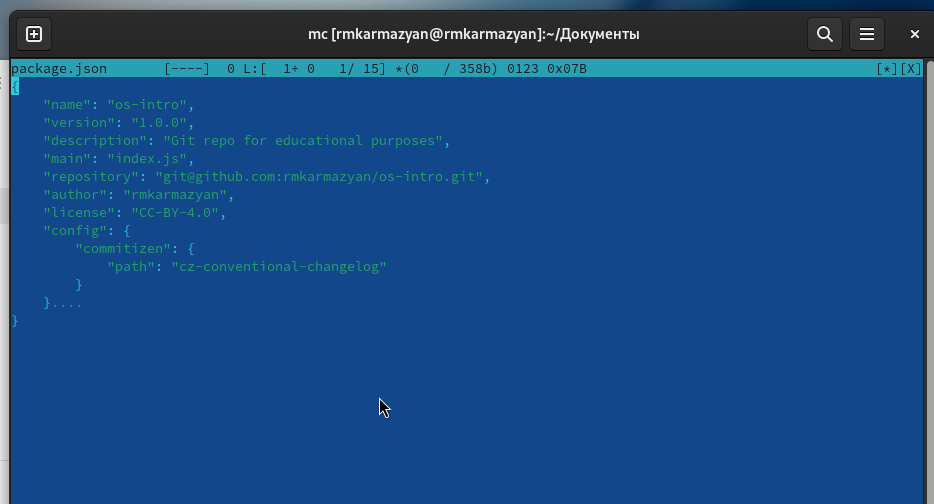 mc [rmkarmazyan@rmkarmazyan]:~/Документы
package.json       [----]  0 L:[  1+ 0   1/ 15] *(0   / 358b) 0123 0x07B                                    [*][X]
{
    "name": "os-intro",
    "version": "1.0.0",
    "description": "Git repo for educational purposes",
    "main": "index.js",
    "repository": "git@github.com:rmkarmazyan/os-intro.git",
    "author": "rmkarmazyan",
    "license": "CC-BY-4.0",
    "config": {
        "commitizen": {
            "path": "cz-conventional-changelog"
        }
    }....
}